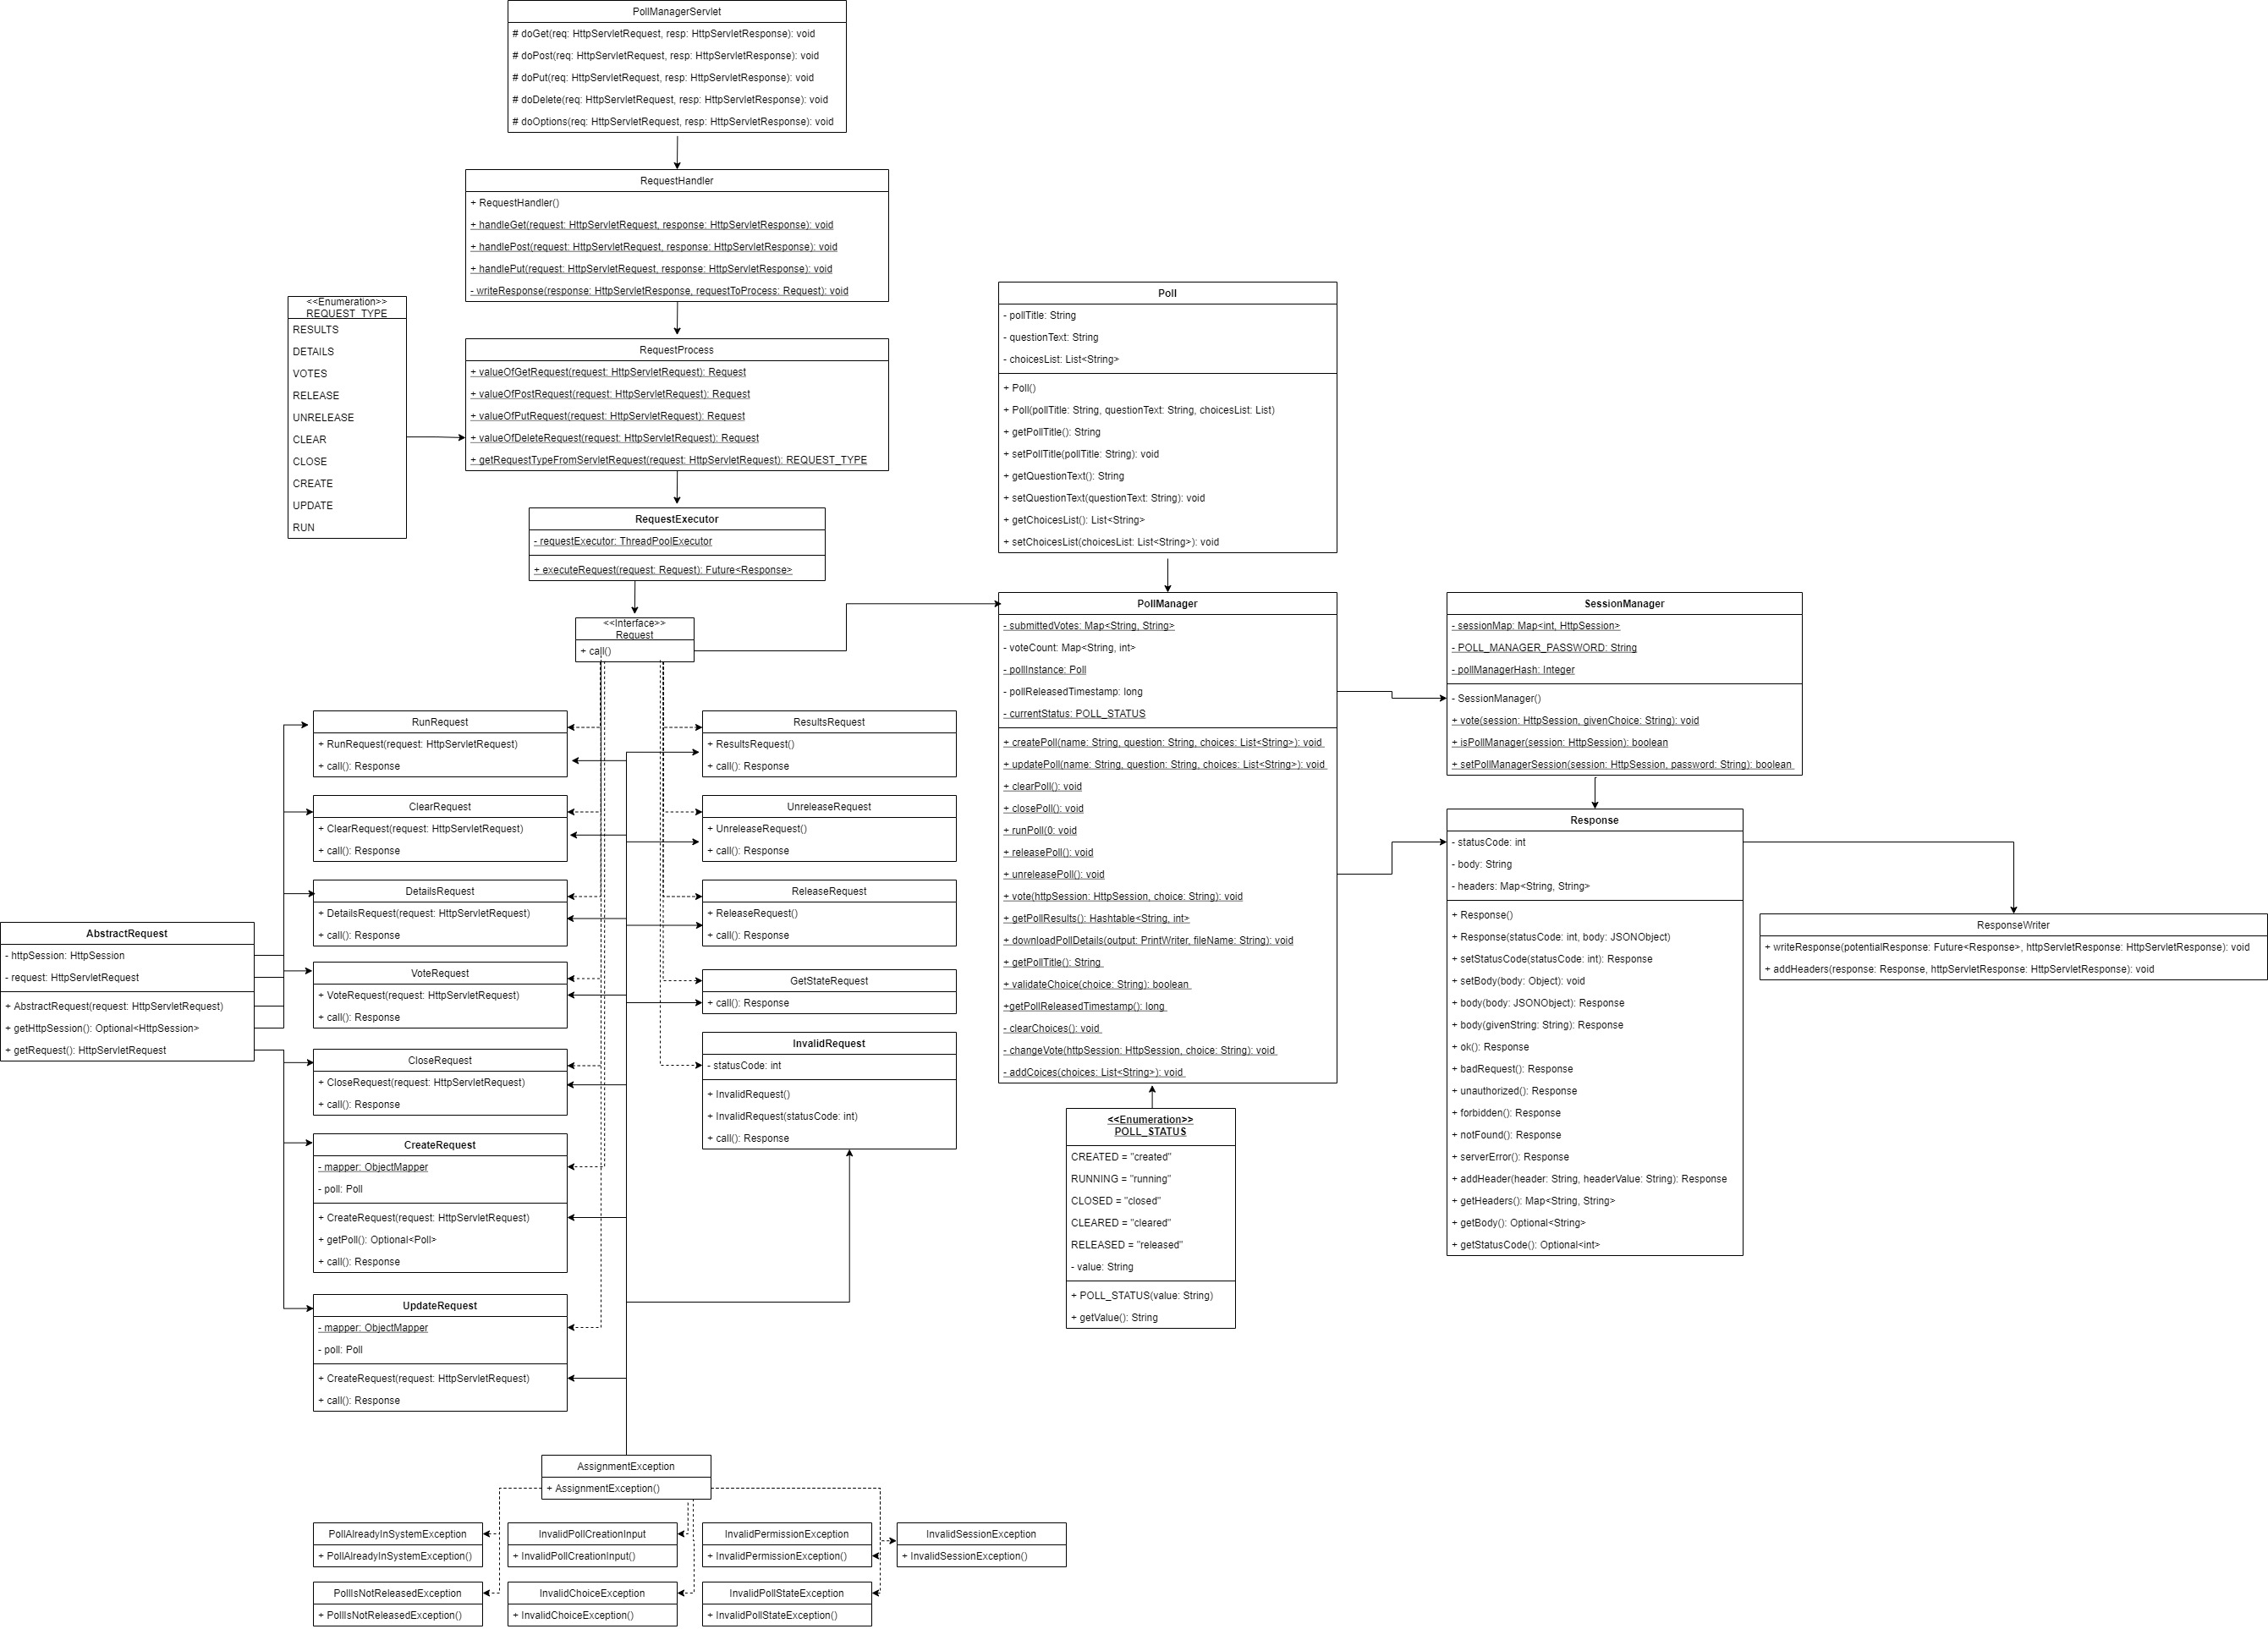 PollManagerServlet
# doGet(req: HttpServletRequest, resp: HttpServletResponse): void
# doPost(req: HttpServletRequest, resp: HttpServletResponse): void
# doPut(req: HttpServletRequest, resp: HttpServletResponse): void
# doDelete(req: HttpServletRequest, resp: HttpServletResponse): void
# doOptions(req: HttpServletRequest, resp: HttpServletResponse): void
RequestHandler
+ RequestHandler()
+ handleGet(request: HttpServletRequest, response: HttpServletResponse): void
+ handlePost(request: HttpServletRequest, response: HttpServletResponse): void
+ handlePut(request: HttpServletRequest, response: HttpServletResponse): void
- writeResponse(response: HttpServletResponse, requestToProcess: Request): void
<<Enumeration>>
REQUEST_TYPE
RESULTS
DETAILS
VOTES
RELEASE
UNRELEASE
CLEAR
CLOSE
CREATE
UPDATE
RUN
RequestProcess
+ valueOfGetRequest(request: HttpServletRequest): Request
+ valueOfPostRequest(request: HttpServletRequest): Request
+ valueOfPutRequest(request: HttpServletRequest): Request
+ valueOfDeleteRequest(request: HttpServletRequest): Request
+ getRequestTypeFromServletRequest(request: HttpServletRequest): REQUEST_TYPE
RequestExecutor
- requestExecutor: ThreadPoolExecutor
+ executeRequest(request: Request): Future<Response>
<<Interface>>
Request
+ call()
Poll
- pollTitle: String
- questionText: String
- choicesList: List<String>
+ Poll()
+ Poll(pollTitle: String, questionText: String, choicesList: List)
+ getPollTitle(): String
+ setPollTitle(pollTitle: String): void
+ getQuestionText(): String
+ setQuestionText(questionText: String): void
+ getChoicesList(): List<String>
+ setChoicesList(choicesList: List<String>): void
PollManager
- submittedVotes: Map<String, String>
- voteCount: Map<String, int>
- pollInstance: Poll
- pollReleasedTimestamp: long
- currentStatus: POLL_STATUS
+ createPoll(name: String, question: String, choices: List<String>): void
+ updatePoll(name: String, question: String, choices: List<String>): void
+ clearPoll(): void
+ closePoll(): void
+ runPoll(0: void
+ releasePoll(): void
+ unreleasePoll(): void
+ vote(httpSession: HttpSession, choice: String): void
+ getPollResults(): Hashtable<String, int>
+ downloadPollDetails(output: PrintWriter, fileName: String): void
+ getPollTitle(): String
+ validateChoice(choice: String): boolean
+getPollReleasedTimestamp(): long
- clearChoices(): void
- changeVote(httpSession: HttpSession, choice: String): void
- addCoices(choices: List<String>): void
SessionManager
- sessionMap: Map<int, HttpSession>
- POLL_MANAGER_PASSWORD: String
- pollManagerHash: Integer
- SessionManager()
+ vote(session: HttpSession, givenChoice: String): void
+ isPollManager(session: HttpSession): boolean
+ setPollManagerSession(session: HttpSession, password: String): boolean
Response
- statusCode: int
- body: String
- headers: Map<String, String>
+ Response()
+ Response(statusCode: int, body: JSONObject)
+ setStatusCode(statusCode: int): Response
+ setBody(body: Object): void
+ body(body: JSONObject): Response
+ body(givenString: String): Response
+ ok(): Response
+ badRequest(): Response
+ unauthorized(): Response
+ forbidden(): Response
+ notFound(): Response
+ serverError(): Response
+ addHeader(header: String, headerValue: String): Response
+ getHeaders(): Map<String, String>
+ getBody(): Optional<String>
+ getStatusCode(): Optional<int>
ResponseWriter
+ writeResponse(potentialResponse: Future<Response>, httpServletResponse: HttpServletResponse): void
+ addHeaders(response: Response, httpServletResponse: HttpServletResponse): void
<<Enumeration>>
POLL_STATUS
CREATED = "created"
RUNNING = "running"
CLOSED = "closed"
CLEARED = "cleared"
RELEASED = "released"
- value: String
+ POLL_STATUS(value: String)
+ getValue(): String
AbstractRequest
- httpSession: HttpSession
- request: HttpServletRequest
+ AbstractRequest(request: HttpServletRequest)
+ getHttpSession(): Optional<HttpSession>
+ getRequest(): HttpServletRequest
RunRequest
+ RunRequest(request: HttpServletRequest)
+ call(): Response
ClearRequest
+ ClearRequest(request: HttpServletRequest)
+ call(): Response
DetailsRequest
+ DetailsRequest(request: HttpServletRequest)
+ call(): Response
VoteRequest
+ VoteRequest(request: HttpServletRequest)
+ call(): Response
CloseRequest
+ CloseRequest(request: HttpServletRequest)
+ call(): Response
CreateRequest
- mapper: ObjectMapper
- poll: Poll
+ CreateRequest(request: HttpServletRequest)
+ getPoll(): Optional<Poll>
+ call(): Response
UpdateRequest
- mapper: ObjectMapper
- poll: Poll
+ CreateRequest(request: HttpServletRequest)
+ call(): Response
ResultsRequest
+ ResultsRequest()
+ call(): Response
UnreleaseRequest
+ UnreleaseRequest()
+ call(): Response
ReleaseRequest
+ ReleaseRequest()
+ call(): Response
GetStateRequest
+ call(): Response
InvalidRequest
- statusCode: int
+ InvalidRequest()
+ InvalidRequest(statusCode: int)
+ call(): Response
AssignmentException
+ AssignmentException()
PollAlreadyInSystemException
+ PollAlreadyInSystemException()
InvalidPollCreationInput
+ InvalidPollCreationInput()
InvalidPermissionException
+ InvalidPermissionException()
InvalidSessionException
+ InvalidSessionException()
PollIsNotReleasedException
+ PollIsNotReleasedException()
InvalidChoiceException
+ InvalidChoiceException()
InvalidPollStateException
+ InvalidPollStateException()